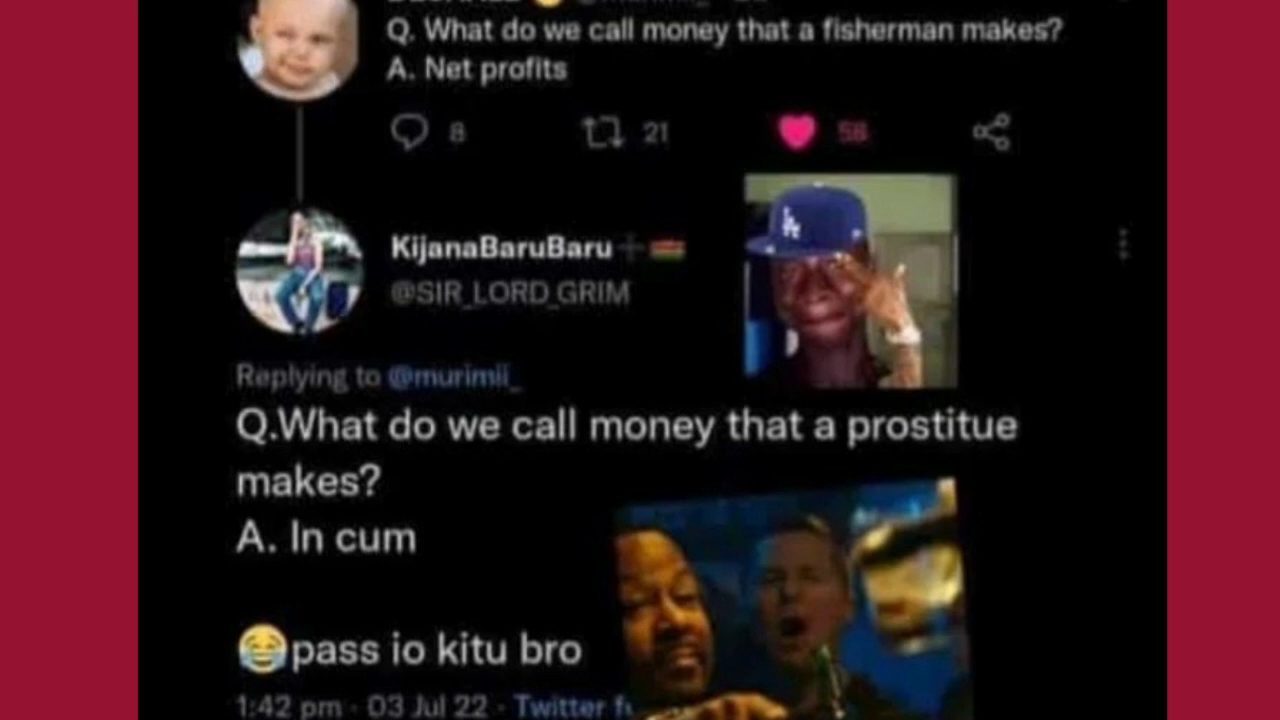 Q. What do we call money that a fisherman makes?
A. Net profits
8 21 58
KijanaBaruBaru
@SIR_LORD_GRIM
Replying to @murimii_
Q.What do we call money that a prostitue
makes?
A. In cum
😂pass io kitu bro
1:42 pm · 03 Jul 22 · Twitter f